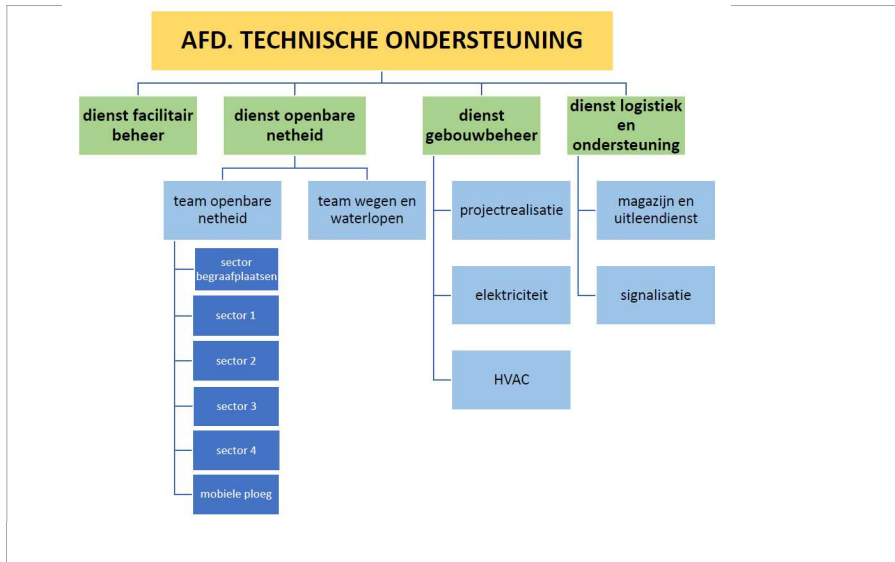 AFD. TECHNISCHE ONDERSTEUNING
dienst facilitair
beheer
dienst openbare
netheid
dienst
gebouwbeheer
dienst logistiek
en
ondersteuning
team openbare
netheid
team wegen en
waterlopen
projectrealisatie
magazijn en
uitleendienst
sector
begraafplaatsen
elektriciteit
signalisatie
sector 1
sector 2
HVAC
sector 3
sector 4
mobiele ploeg